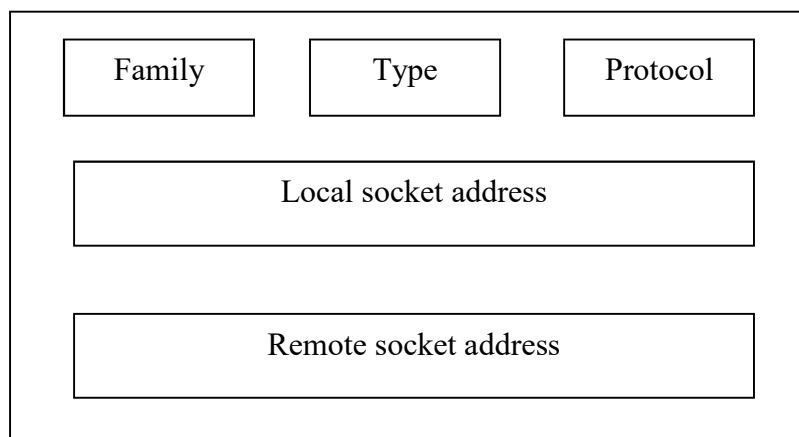 Family Type Protocol
Local socket address
Remote socket address